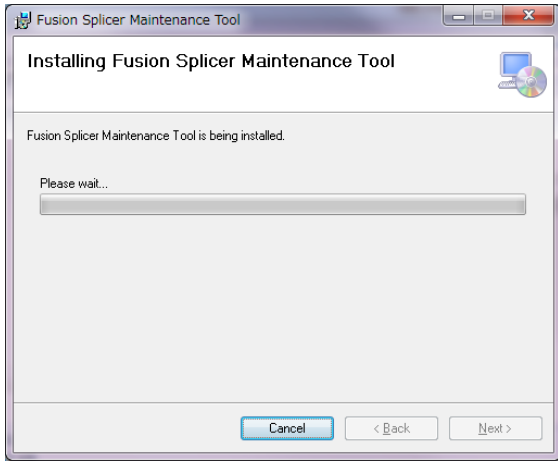 Fusion Splicer Maintenance Tool
Installing Fusion Splicer Maintenance Tool
Fusion Splicer Maintenance Tool is being installed.
Please wait...
Cancel
< Back
Next >